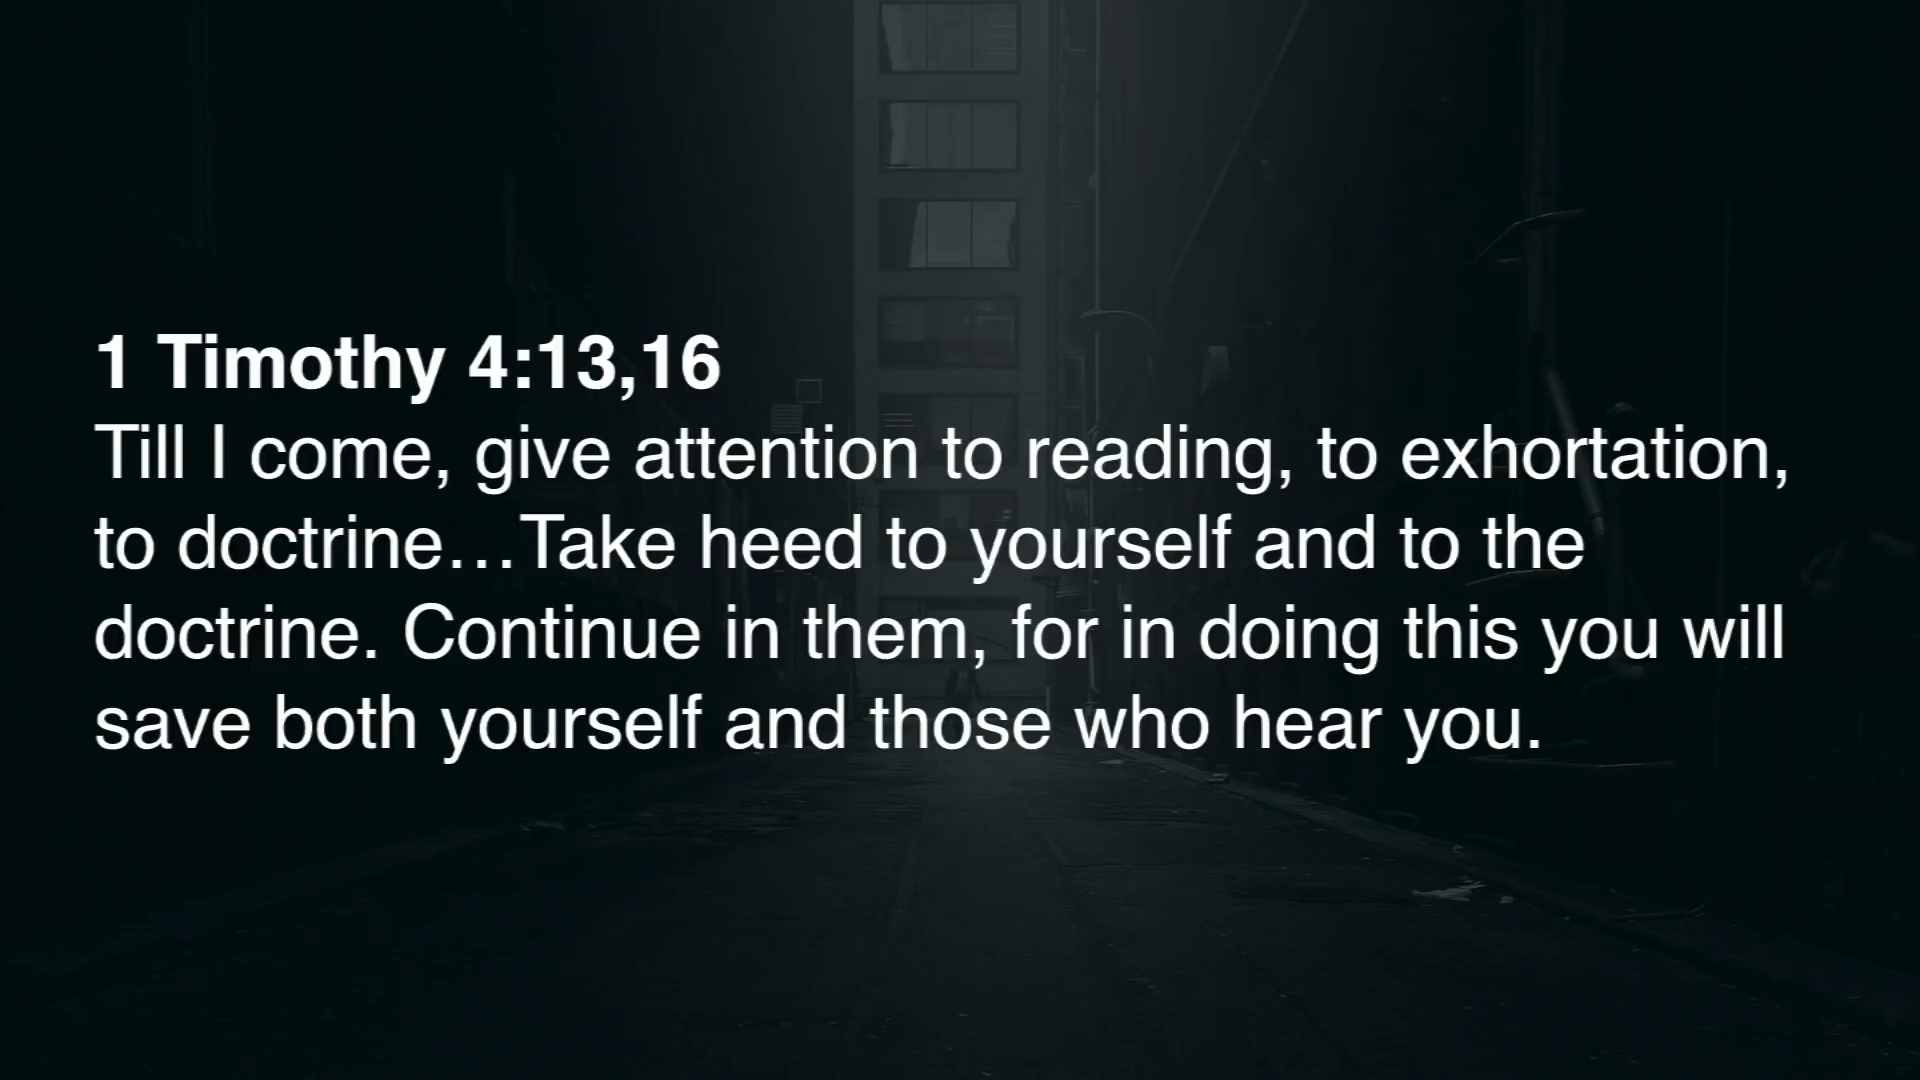 1 Timothy 4:13,16
Till I come, give attention to reading, to exhortation,
to doctrine…Take heed to yourself and to the
doctrine. Continue in them, for in doing this you will
save both yourself and those who hear you.